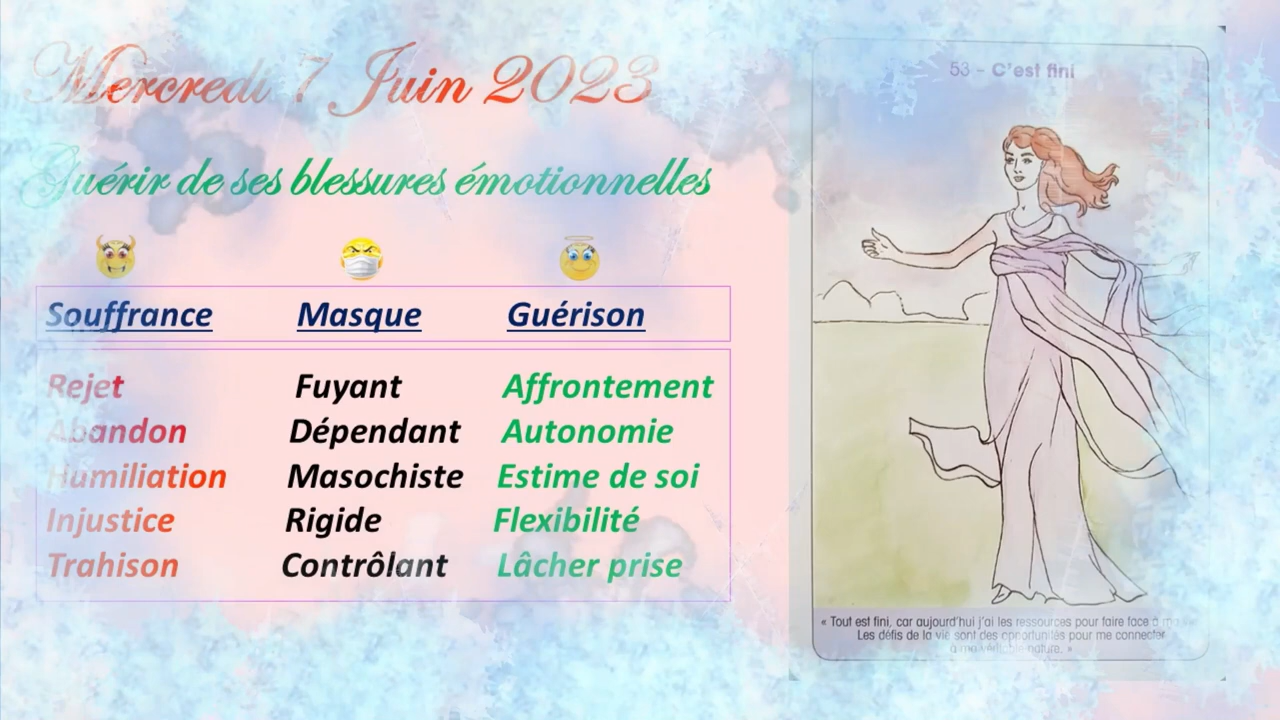 Mercredi 7 Juin 2023
Guérir de ses blessures émotionnelles
Souffrance Masque Guérison
Rejet Fuyant Affrontement
Abandon Dépendant Autonomie
Humiliation Masochiste Estime de soi
Injustice Rigide Flexibilité
Trahison Contrôlant Lâcher prise
53 - C'est fini
« Tout est fini, car aujourd'hui j'ai les ressources pour faire face à
Les défis de la vie sont des opportunités pour me connecter
à ma véritable nature. »